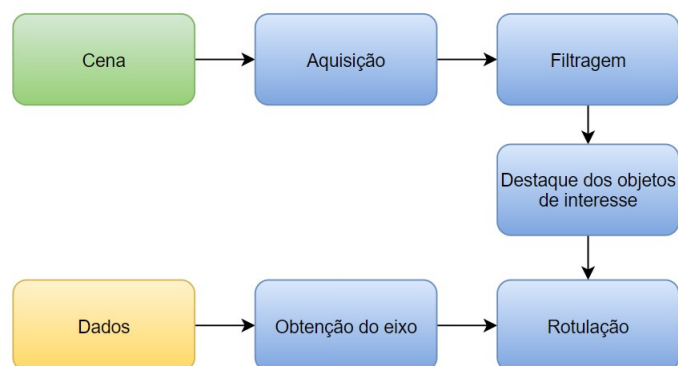 Cena
Aquisição
Filtragem
Destaque dos objetos
de interesse
Dados
Obtenção do eixo
Rotulação